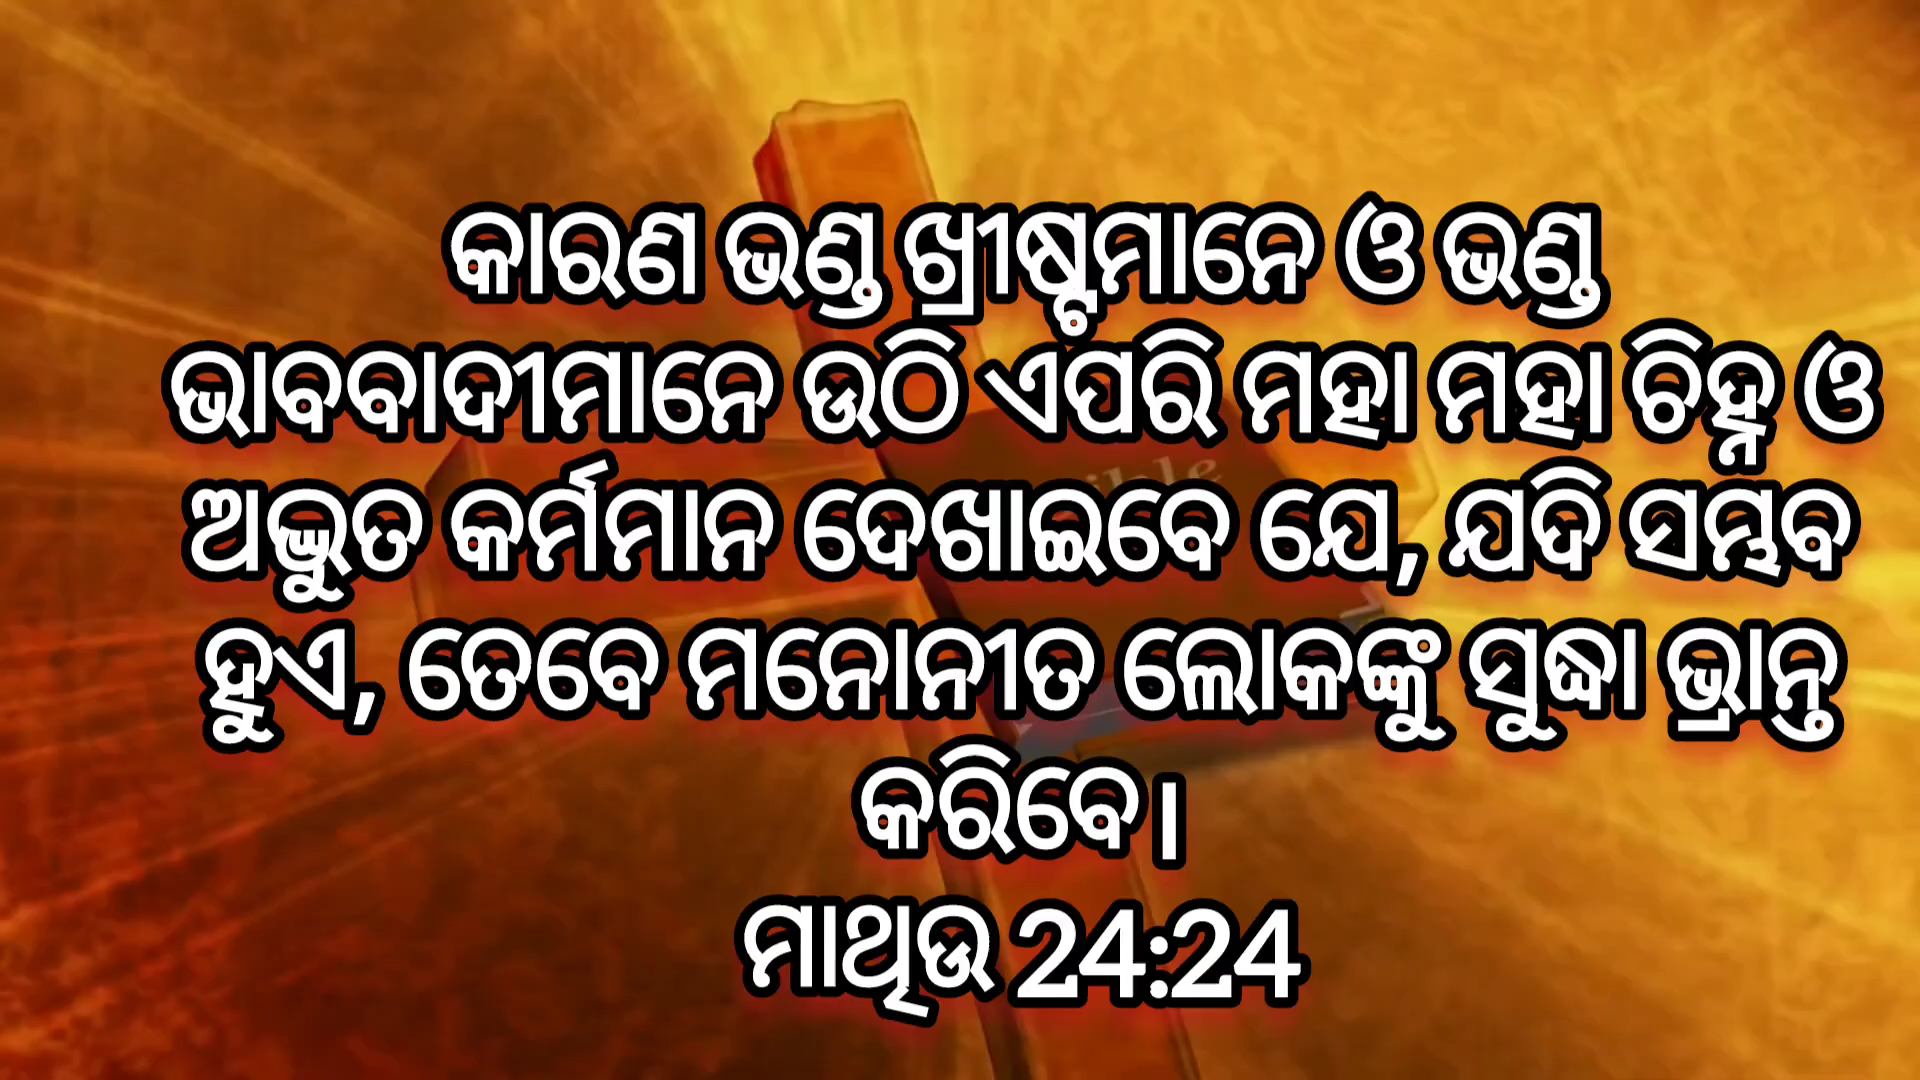 କାରଣ ଭଣ୍ଡ ଖ୍ରୀଷ୍ଟମାନେ ଓ ଭଣ୍ଡ
ଭାବବାଦୀମାନେ ଉଠି ଏପରି ମହା ମହା ଚିହ୍ନ ଓ
ଅଦ୍ଭୁତ କର୍ମମାନ ଦେଖାଇବେ ଯେ, ଯଦି ସମ୍ଭବ
ହୁଏ, ତେବେ ମନୋନୀତ ଲୋକଙ୍କୁ ସୁଦ୍ଧା ଭ୍ରାନ୍ତ
କରିବେ।
ମାଥିଉ 24:24